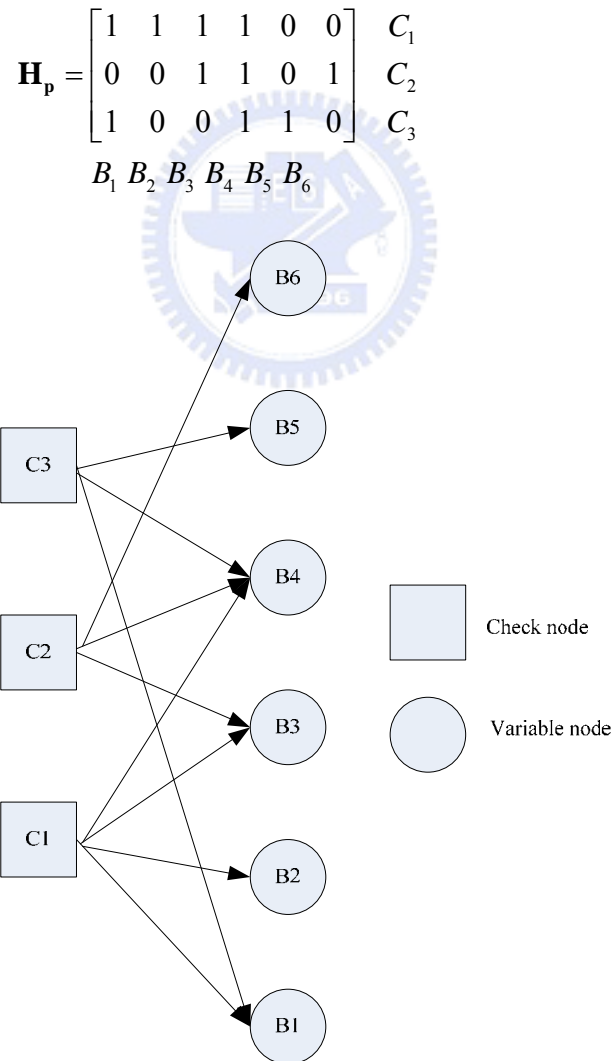 H_p = [1 1 1 1 0 0] C_1
[0 0 1 1 0 1] C_2
[1 0 0 1 1 0] C_3
B_1 B_2 B_3 B_4 B_5 B_6
B6
B5
C3
B4
C2
Check node
B3
Variable node
C1
B2
B1